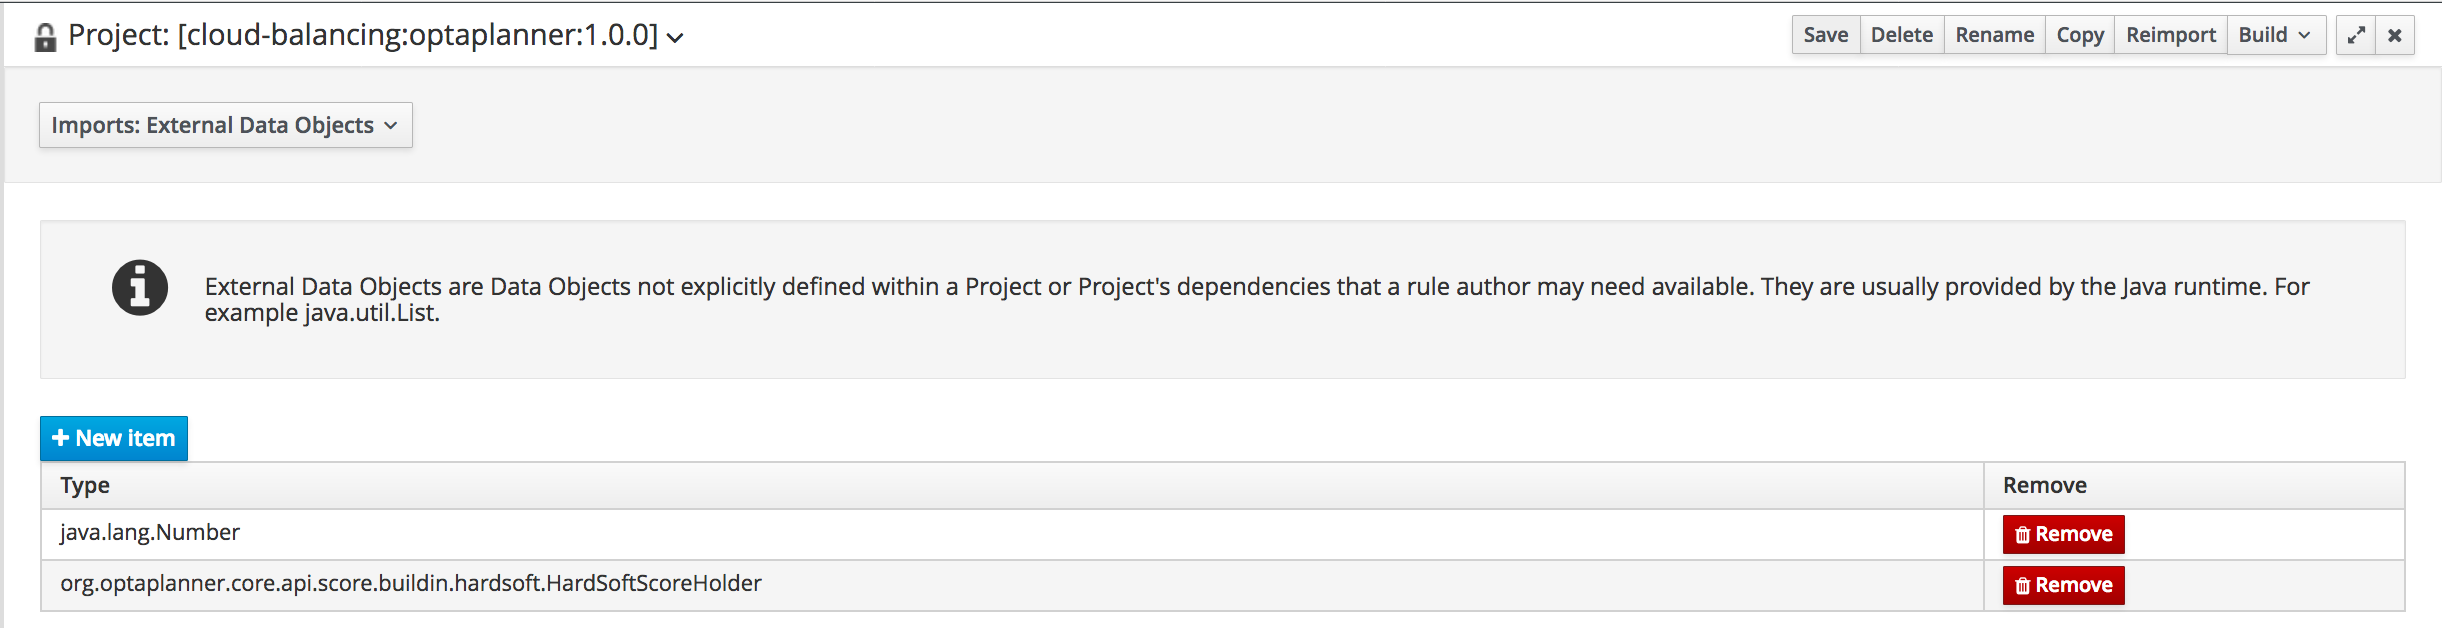 Project: [cloud-balancing:optaplanner:1.0.0]
Save Delete Rename Copy Reimport Build
Imports: External Data Objects
External Data Objects are Data Objects not explicitly defined within a Project or Project's dependencies that a rule author may need available. They are usually provided by the Java runtime. For
example java.util.List.
New item
Type Remove
java.lang.Number Remove
org.optaplanner.core.api.score.buildin.hardsoft.HardSoftScoreHolder Remove